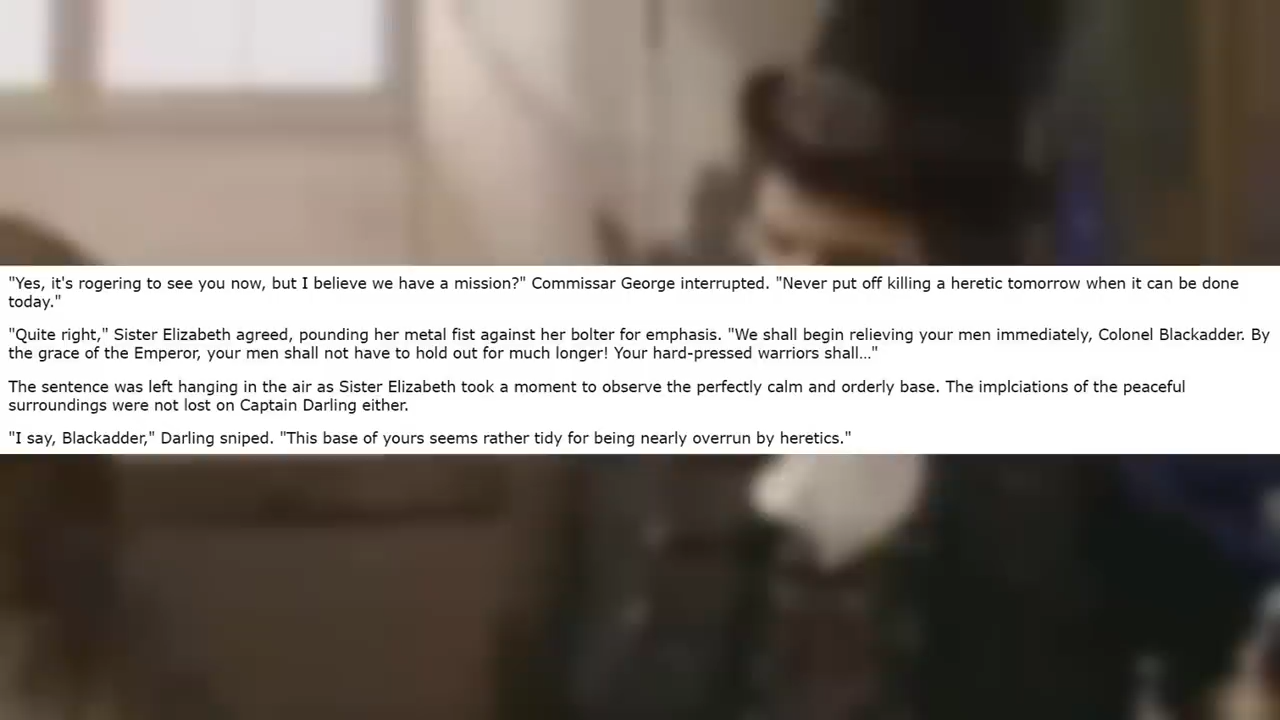 "Yes, it's rogering to see you now, but I believe we have a mission?" Commissar George interrupted. "Never put off killing a heretic tomorrow when it can be done
today."
"Quite right," Sister Elizabeth agreed, pounding her metal fist against her bolter for emphasis. "We shall begin relieving your men immediately, Colonel Blackadder. By
the grace of the Emperor, your men shall not have to hold out for much longer! Your hard-pressed warriors shall..."
The sentence was left hanging in the air as Sister Elizabeth took a moment to observe the perfectly calm and orderly base. The implciations of the peaceful
surroundings were not lost on Captain Darling either.
"I say, Blackadder," Darling sniped. "This base of yours seems rather tidy for being nearly overrun by heretics."